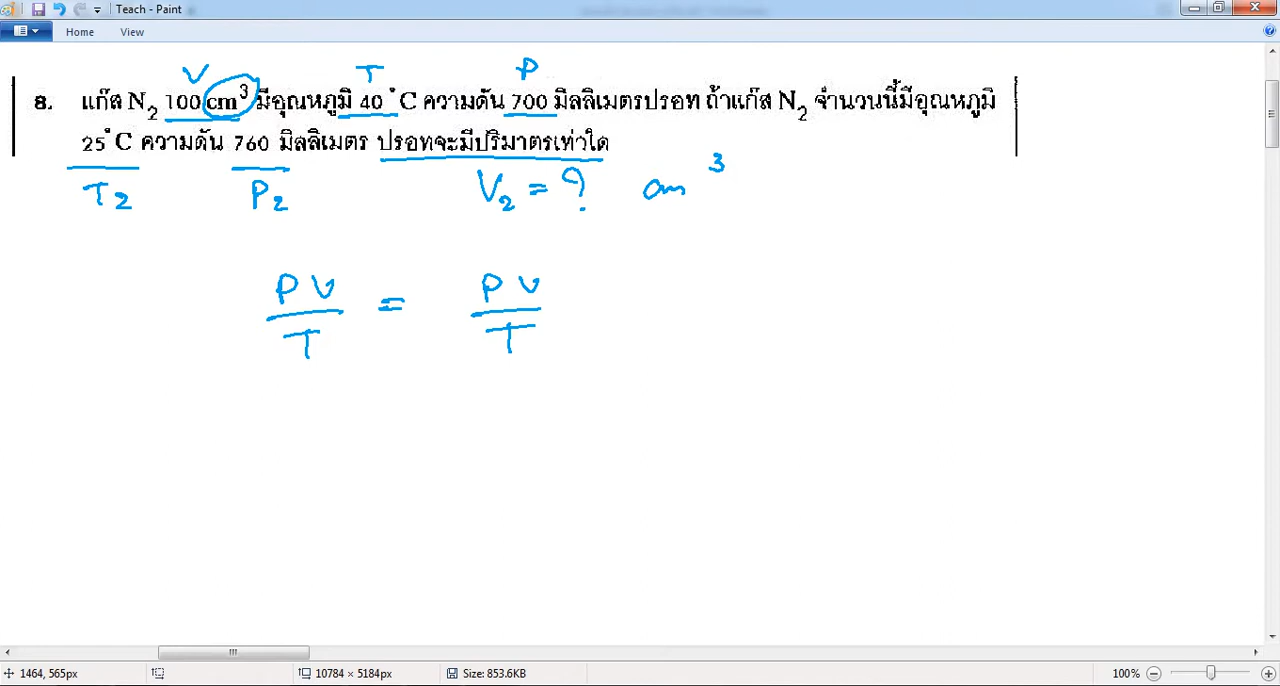 Teach - Paint
Home View
V T P
8. แก๊ส N2 100 cm3 มีอุณหภูมิ 40 °C ความดัน 700 มิลลิเมตรปรอท ถ้าแก๊ส N2 จำนวนนี้มีอุณหภูมิ
25 °C ความดัน 760 มิลลิเมตร ปรอทจะมีปริมาตรเท่าใด
T2 P2 V2 = ? cm3
PV/T = PV/T
1464, 565px 10784 × 5184px Size: 853.6KB 100%